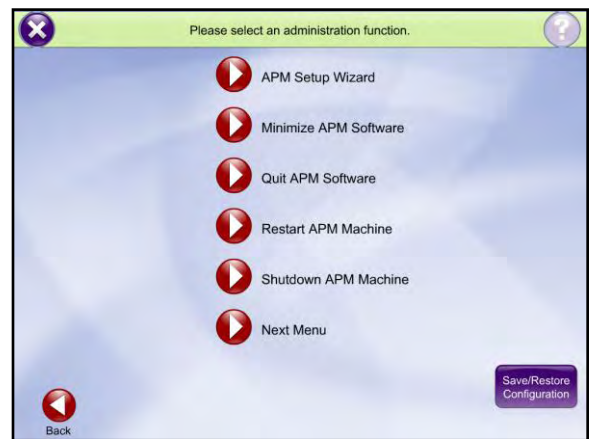 Please select an administration function.
?
APM Setup Wizard
Minimize APM Software
Quit APM Software
Restart APM Machine
Shutdown APM Machine
Next Menu
Save/Restore
Configuration
Back